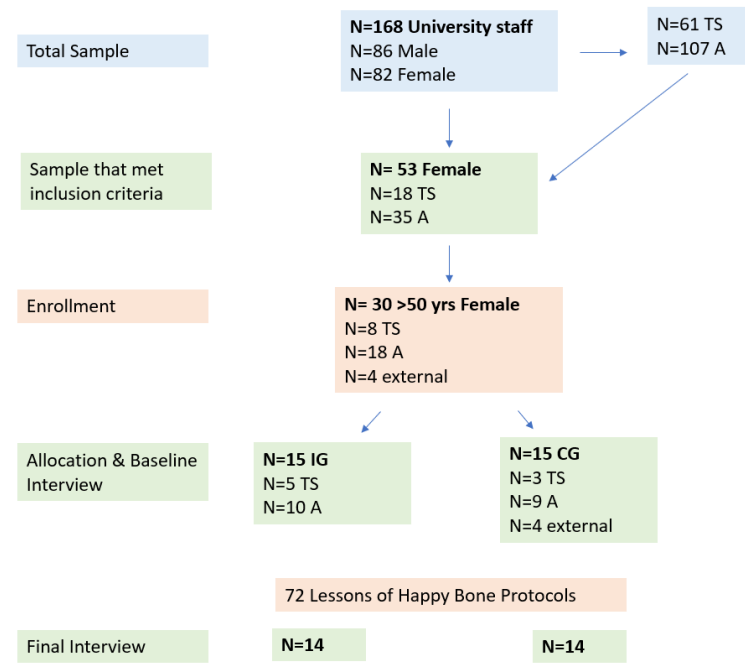 Total Sample
N=168 University staff
N=86 Male
N=82 Female
N=61 TS
N=107 A
Sample that met
inclusion criteria
N= 53 Female
N=18 TS
N=35 A
Enrollment
N= 30 >50 yrs Female
N=8 TS
N=18 A
N=4 external
Allocation & Baseline
Interview
N=15 IG
N=5 TS
N=10 A
N=15 CG
N=3 TS
N=9 A
N=4 external
72 Lessons of Happy Bone Protocols
Final Interview
N=14
N=14